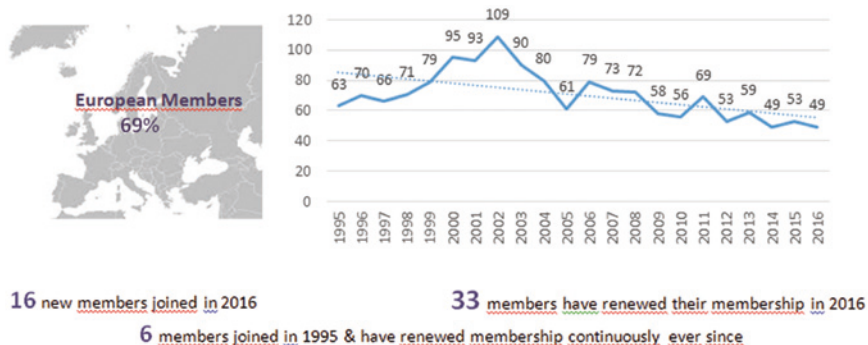 European Members
69%
120
100
80
60
40
20
0
63 70 66 71 79 95 93 109 90 80 61 79 73 72 58 56 69 53 59 49 53 49
1995 1996 1997 1998 1999 2000 2001 2002 2003 2004 2005 2006 2007 2008 2009 2010 2011 2012 2013 2014 2015 2016
16 new members joined in 2016
33 members have renewed their membership in 2016
6 members joined in 1995 & have renewed membership continuously ever since